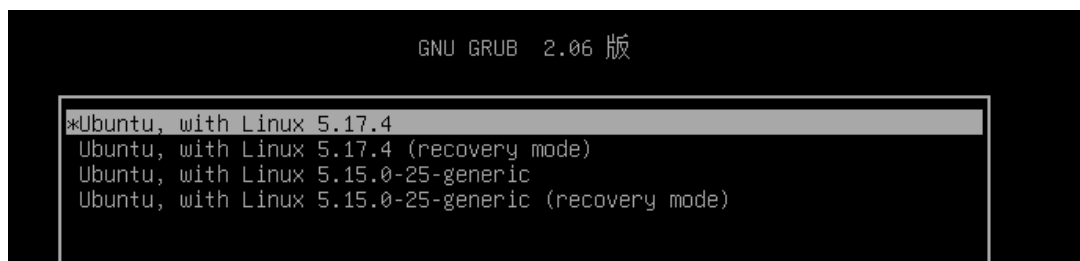 GNU GRUB 2.06 版
*Ubuntu, with Linux 5.17.4
Ubuntu, with Linux 5.17.4 (recovery mode)
Ubuntu, with Linux 5.15.0-25-generic
Ubuntu, with Linux 5.15.0-25-generic (recovery mode)